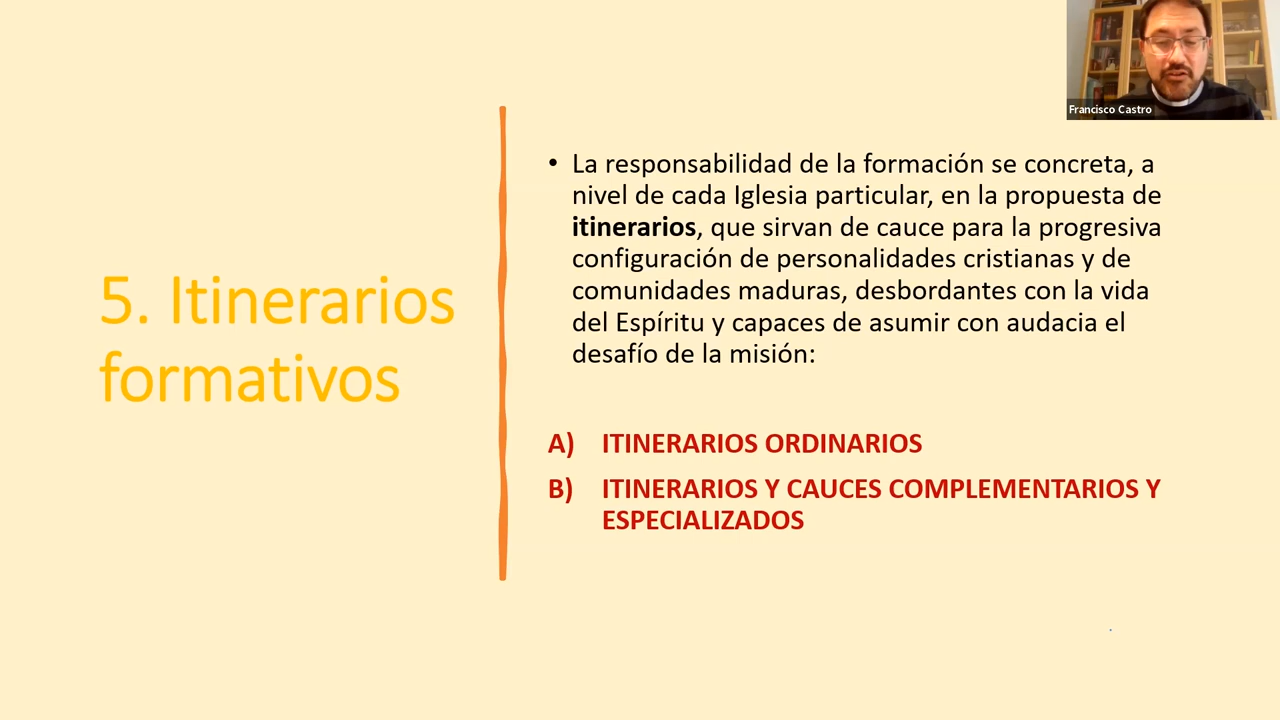 Francisco Castro
5. Itinerarios
formativos
• La responsabilidad de la formación se concreta, a
nivel de cada Iglesia particular, en la propuesta de
itinerarios, que sirvan de cauce para la progresiva
configuración de personalidades cristianas y de
comunidades maduras, desbordantes con la vida
del Espíritu y capaces de asumir con audacia el
desafío de la misión:
A) ITINERARIOS ORDINARIOS
B) ITINERARIOS Y CAUCES COMPLEMENTARIOS Y
ESPECIALIZADOS